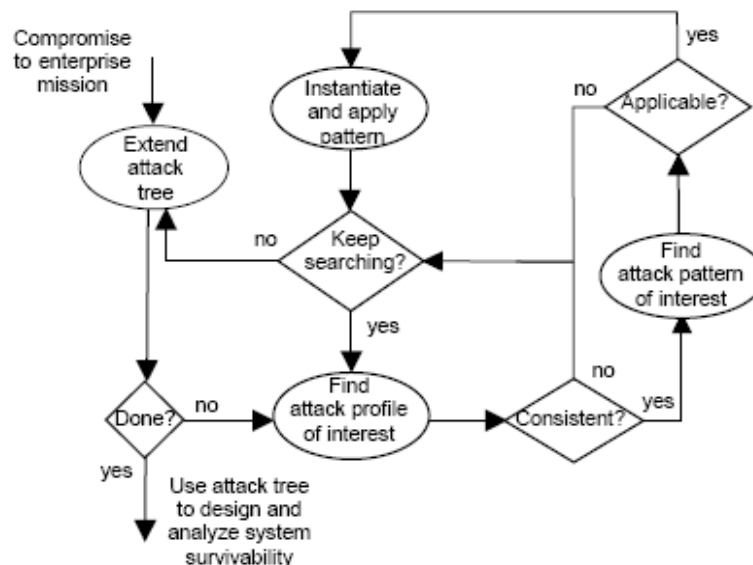 Compromise
to enterprise
mission
yes
Instantiate
and apply
pattern
no
Applicable?
Extend
attack
tree
no
Keep
searching?
Find
attack pattern
of interest
yes
no
Done?
no
Find
attack profile
of interest
Consistent?
yes
yes
Use attack tree
to design and
analyze system
survivability